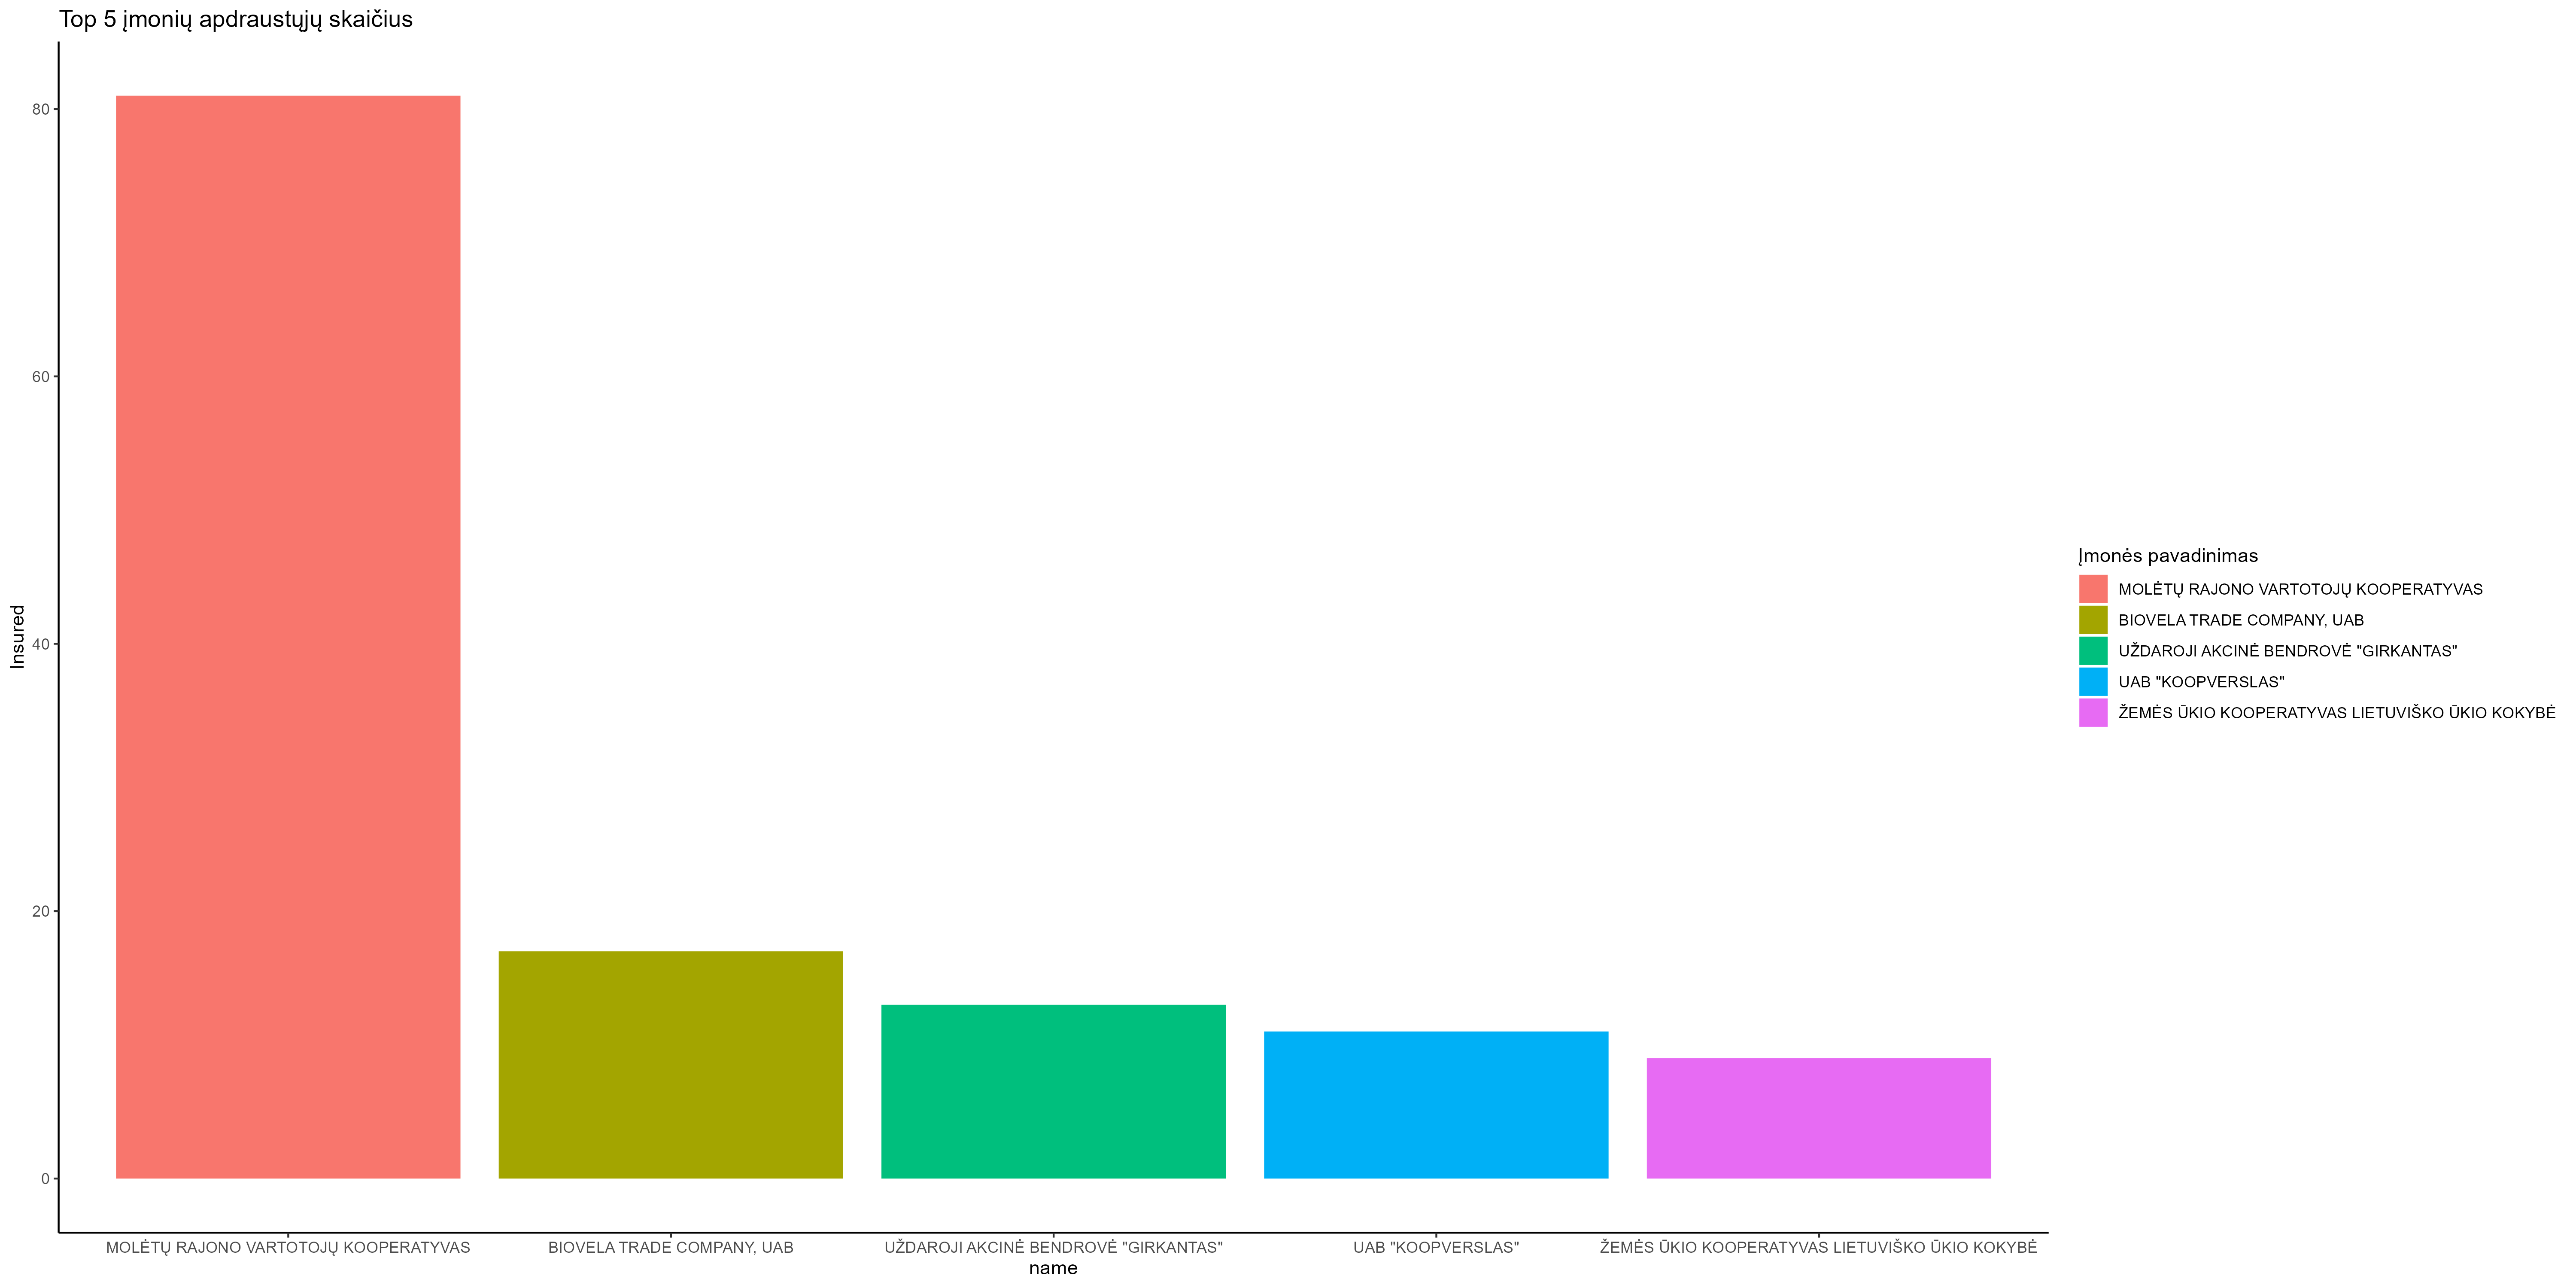 Top 5 įmonių apdraustųjų skaičius
80
60
40
20
0
Insured
MOLĖTŲ RAJONO VARTOTOJŲ KOOPERATYVAS
BIOVELA TRADE COMPANY, UAB
UŽDAROJI AKCINĖ BENDROVĖ "GIRKANTAS"
UAB "KOOPVERSLAS"
ŽEMĖS ŪKIO KOOPERATYVAS LIETUVIŠKO ŪKIO KOKYBĖ
name
Įmonės pavadinimas
MOLĖTŲ RAJONO VARTOTOJŲ KOOPERATYVAS
BIOVELA TRADE COMPANY, UAB
UŽDAROJI AKCINĖ BENDROVĖ "GIRKANTAS"
UAB "KOOPVERSLAS"
ŽEMĖS ŪKIO KOOPERATYVAS LIETUVIŠKO ŪKIO KOKYBĖ